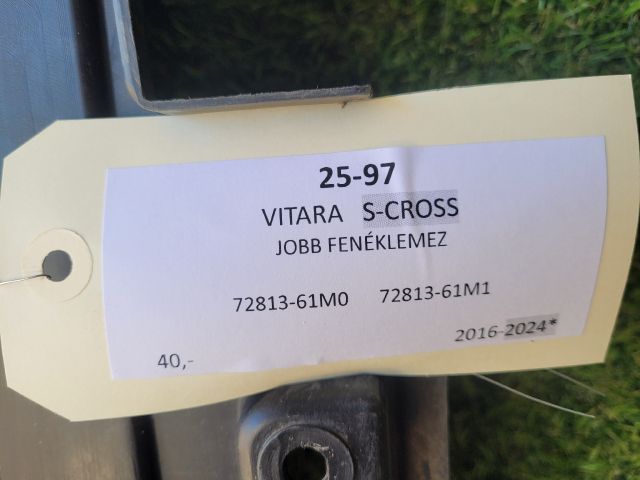 25-97
VITARA S-CROSS
JOBB FENÉKLEMEZ
72813-61M0 72813-61M1
2016-2024*
40,-